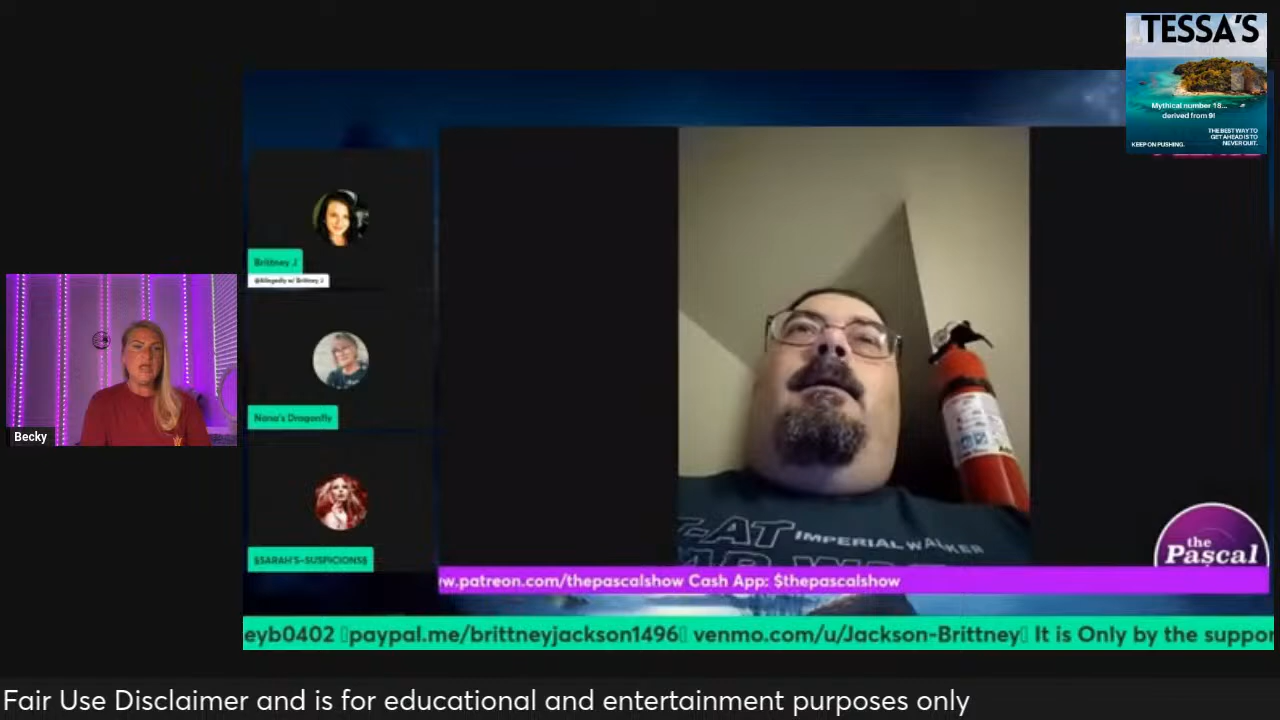 TESSA'S
Mythical number 18...
derived from 9!
THE BEST WAY TO
GET AHEAD IS TO
NEVER QUIT.
KEEP ON PUSHING.
Brittney J
@Allegedly w/ Brittney J
Nana's Dragonfly
§SARAH'S~SUSPICIONS§
Becky
T-AT IMPERIAL WALKER
the
Pascal
w.patreon.com/thepascalshow Cash App: $thepascalshow
eyb0402 paypal.me/brittneyjackson1496 venmo.com/u/Jackson-Brittney It is Only by the suppor
Fair Use Disclaimer and is for educational and entertainment purposes only